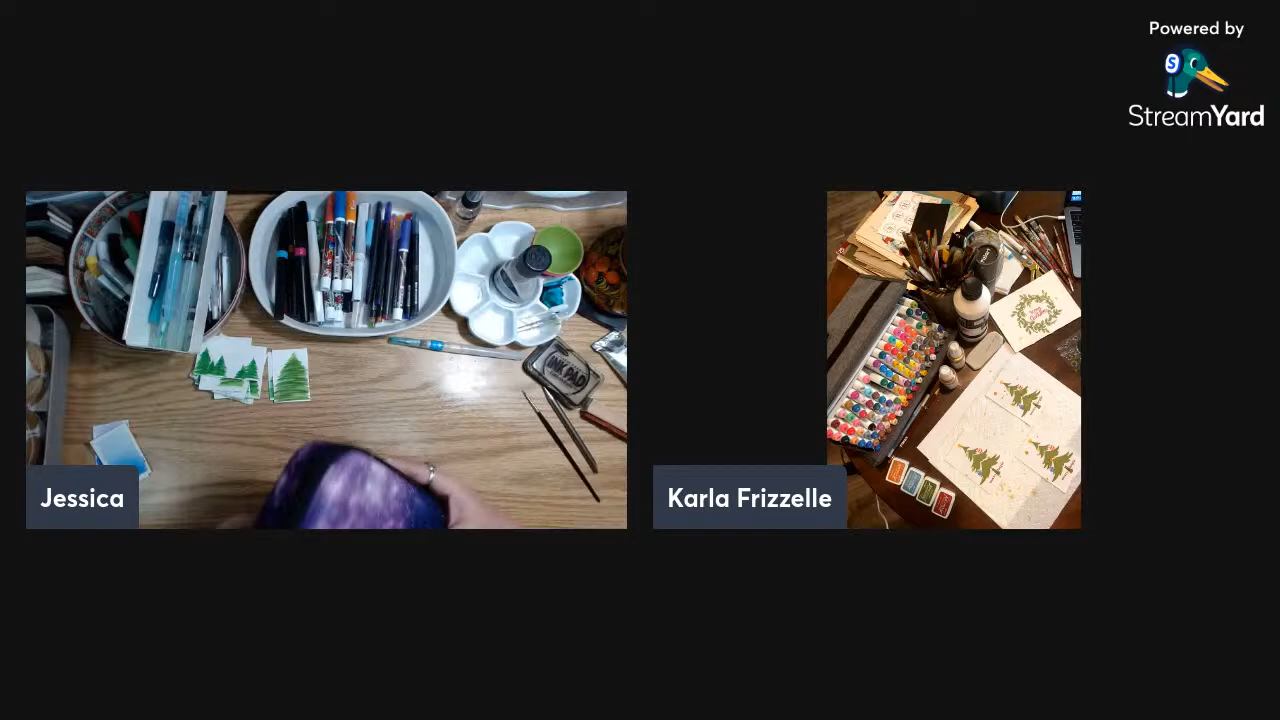 Powered by
S
StreamYard
INK PAD
Jessica
Karla Frizzelle